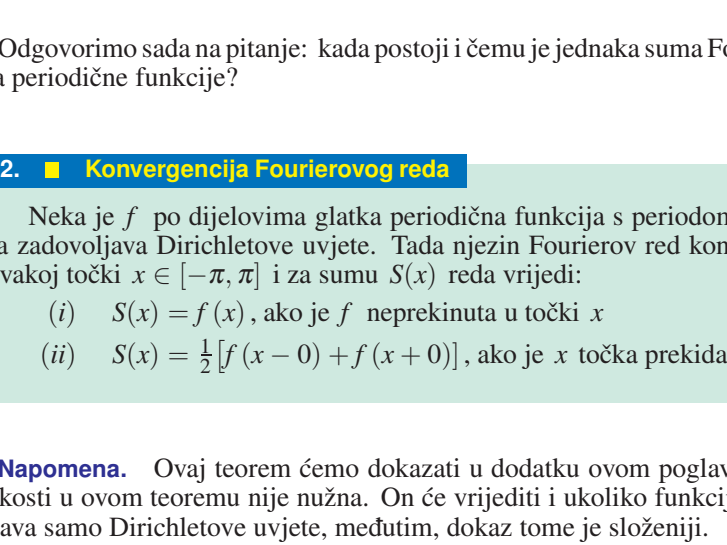 Odgovorimo sada na pitanje: kada postoji i čemu je jednaka suma Fo
a periodične funkcije?
2. ■ Konvergencija Fourierovog reda
Neka je f po dijelovima glatka periodična funkcija s periodom
a zadovoljava Dirichletove uvjete. Tada njezin Fourierov red kon
vakoj točki x ∈ [−π, π] i za sumu S(x) reda vrijedi:
(i) S(x) = f (x), ako je f neprekinuta u točki x
(ii) S(x) = ½[f (x − 0) + f (x + 0)], ako je x točka prekida
Napomena. Ovaj teorem ćemo dokazati u dodatku ovom poglav
kosti u ovom teoremu nije nužna. On će vrijediti i ukoliko funkcij
ava samo Dirichletove uvjete, međutim, dokaz tome je složeniji.